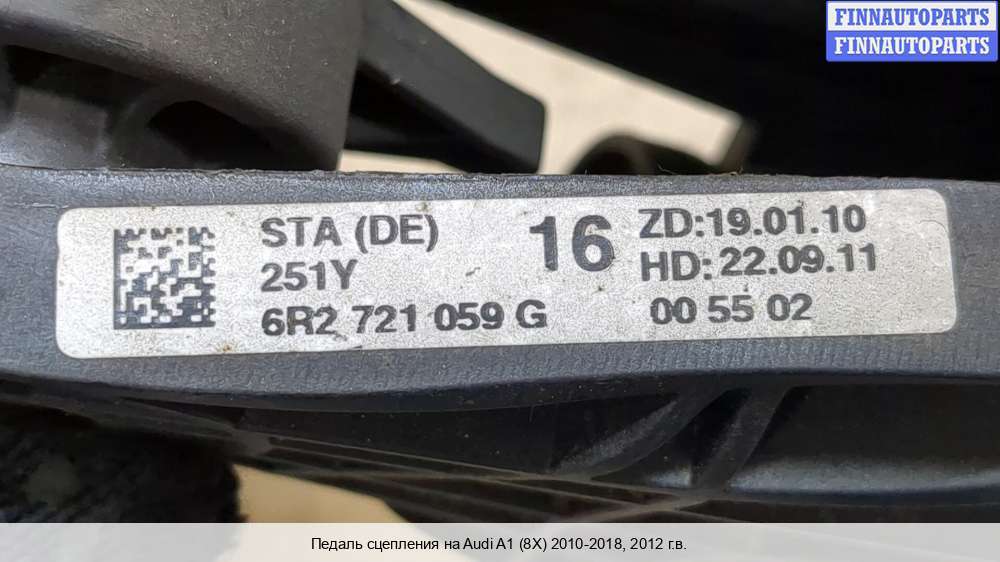 FINNAUTOPARTS
FINNAUTOPARTS
STA (DE)
251Y
6R2 721 059 G
16
ZD:19.01.10
HD:22.09.11
00 55 02
Педаль сцепления на Audi A1 (8X) 2010-2018, 2012 г.в.